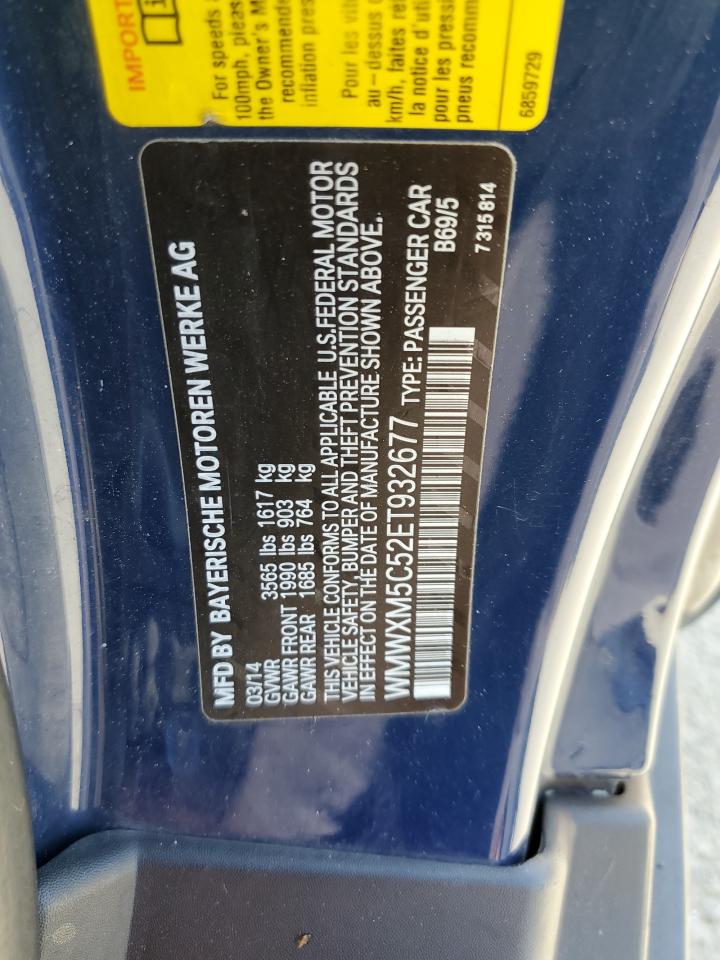 IMPORT
For speeds a
100mph, pleas
the Owner's M
recommende
inflation pres
Pour les vit
au-dessus d
km/h, faites re
la notice d'uti
pour les pressi
pneus recomm
6859729
MFD BY BAYERISCHE MOTOREN WERKE AG
03/14
GVWR 3565 lbs 1617 kg
GAWR FRONT 1990 lbs 903 kg
GAWR REAR 1685 lbs 764 kg
THIS VEHICLE CONFORMS TO ALL APPLICABLE U.S. FEDERAL MOTOR
VEHICLE SAFETY, BUMPER AND THEFT PREVENTION STANDARDS
IN EFFECT ON THE DATE OF MANUFACTURE SHOWN ABOVE.
WMWXM5C52ET932677 TYPE: PASSENGER CAR
B69/5
7 315 814